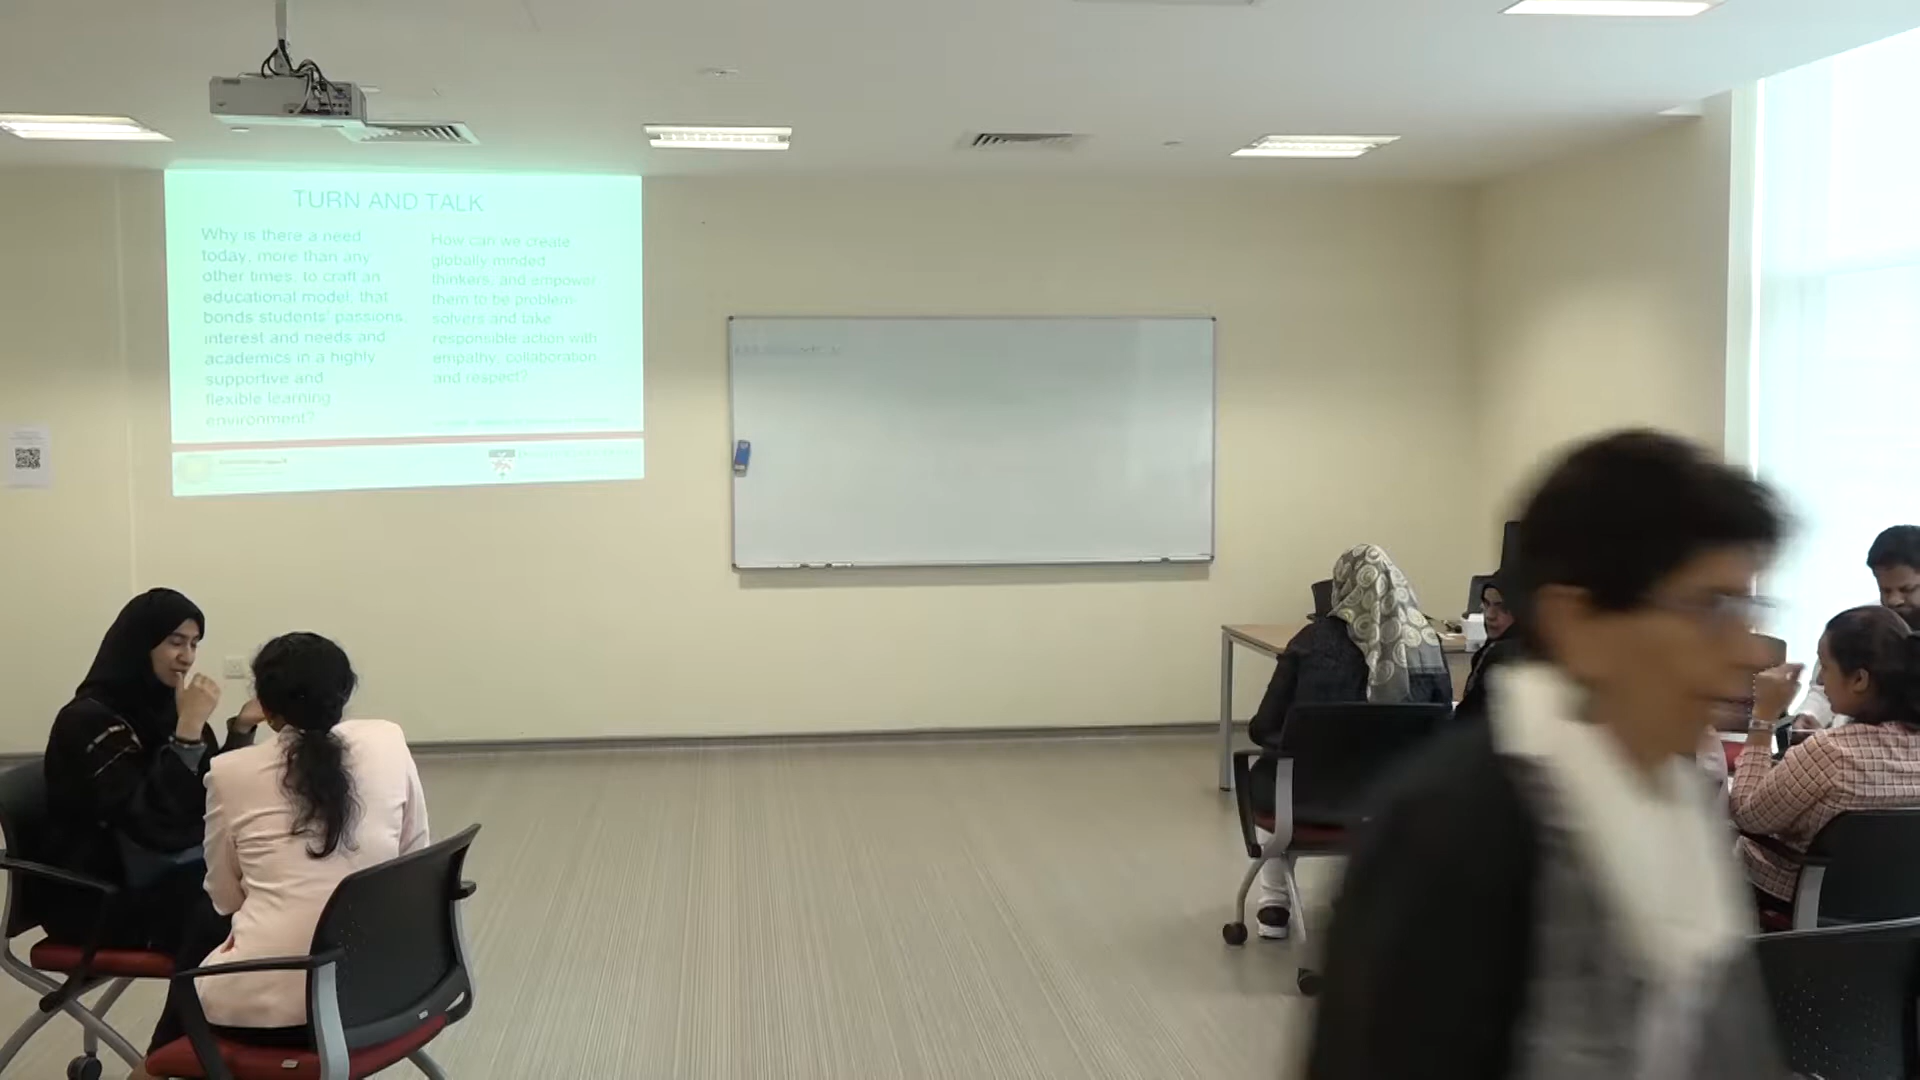 TURN AND TALK
Why is there a need
today, more than any
other times, to craft an
educational model, that
bonds students' passions,
interest and needs and
academics in a highly
supportive and
flexible learning
environment?
How can we create
globally minded
thinkers, and empower
them to be problem
solvers and take
responsible action with
empathy, collaboration
and respect?